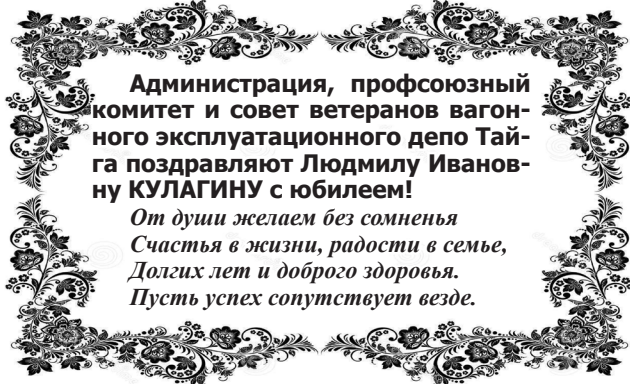 Администрация, профсоюзный
комитет и совет ветеранов вагон-
ного эксплуатационного депо Тай-
га поздравляют Людмилу Иванов-
ну КУЛАГИНУ с юбилеем!
От души желаем без сомненья
Счастья в жизни, радости в семье,
Долгих лет и доброго здоровья.
Пусть успех сопутствует везде.